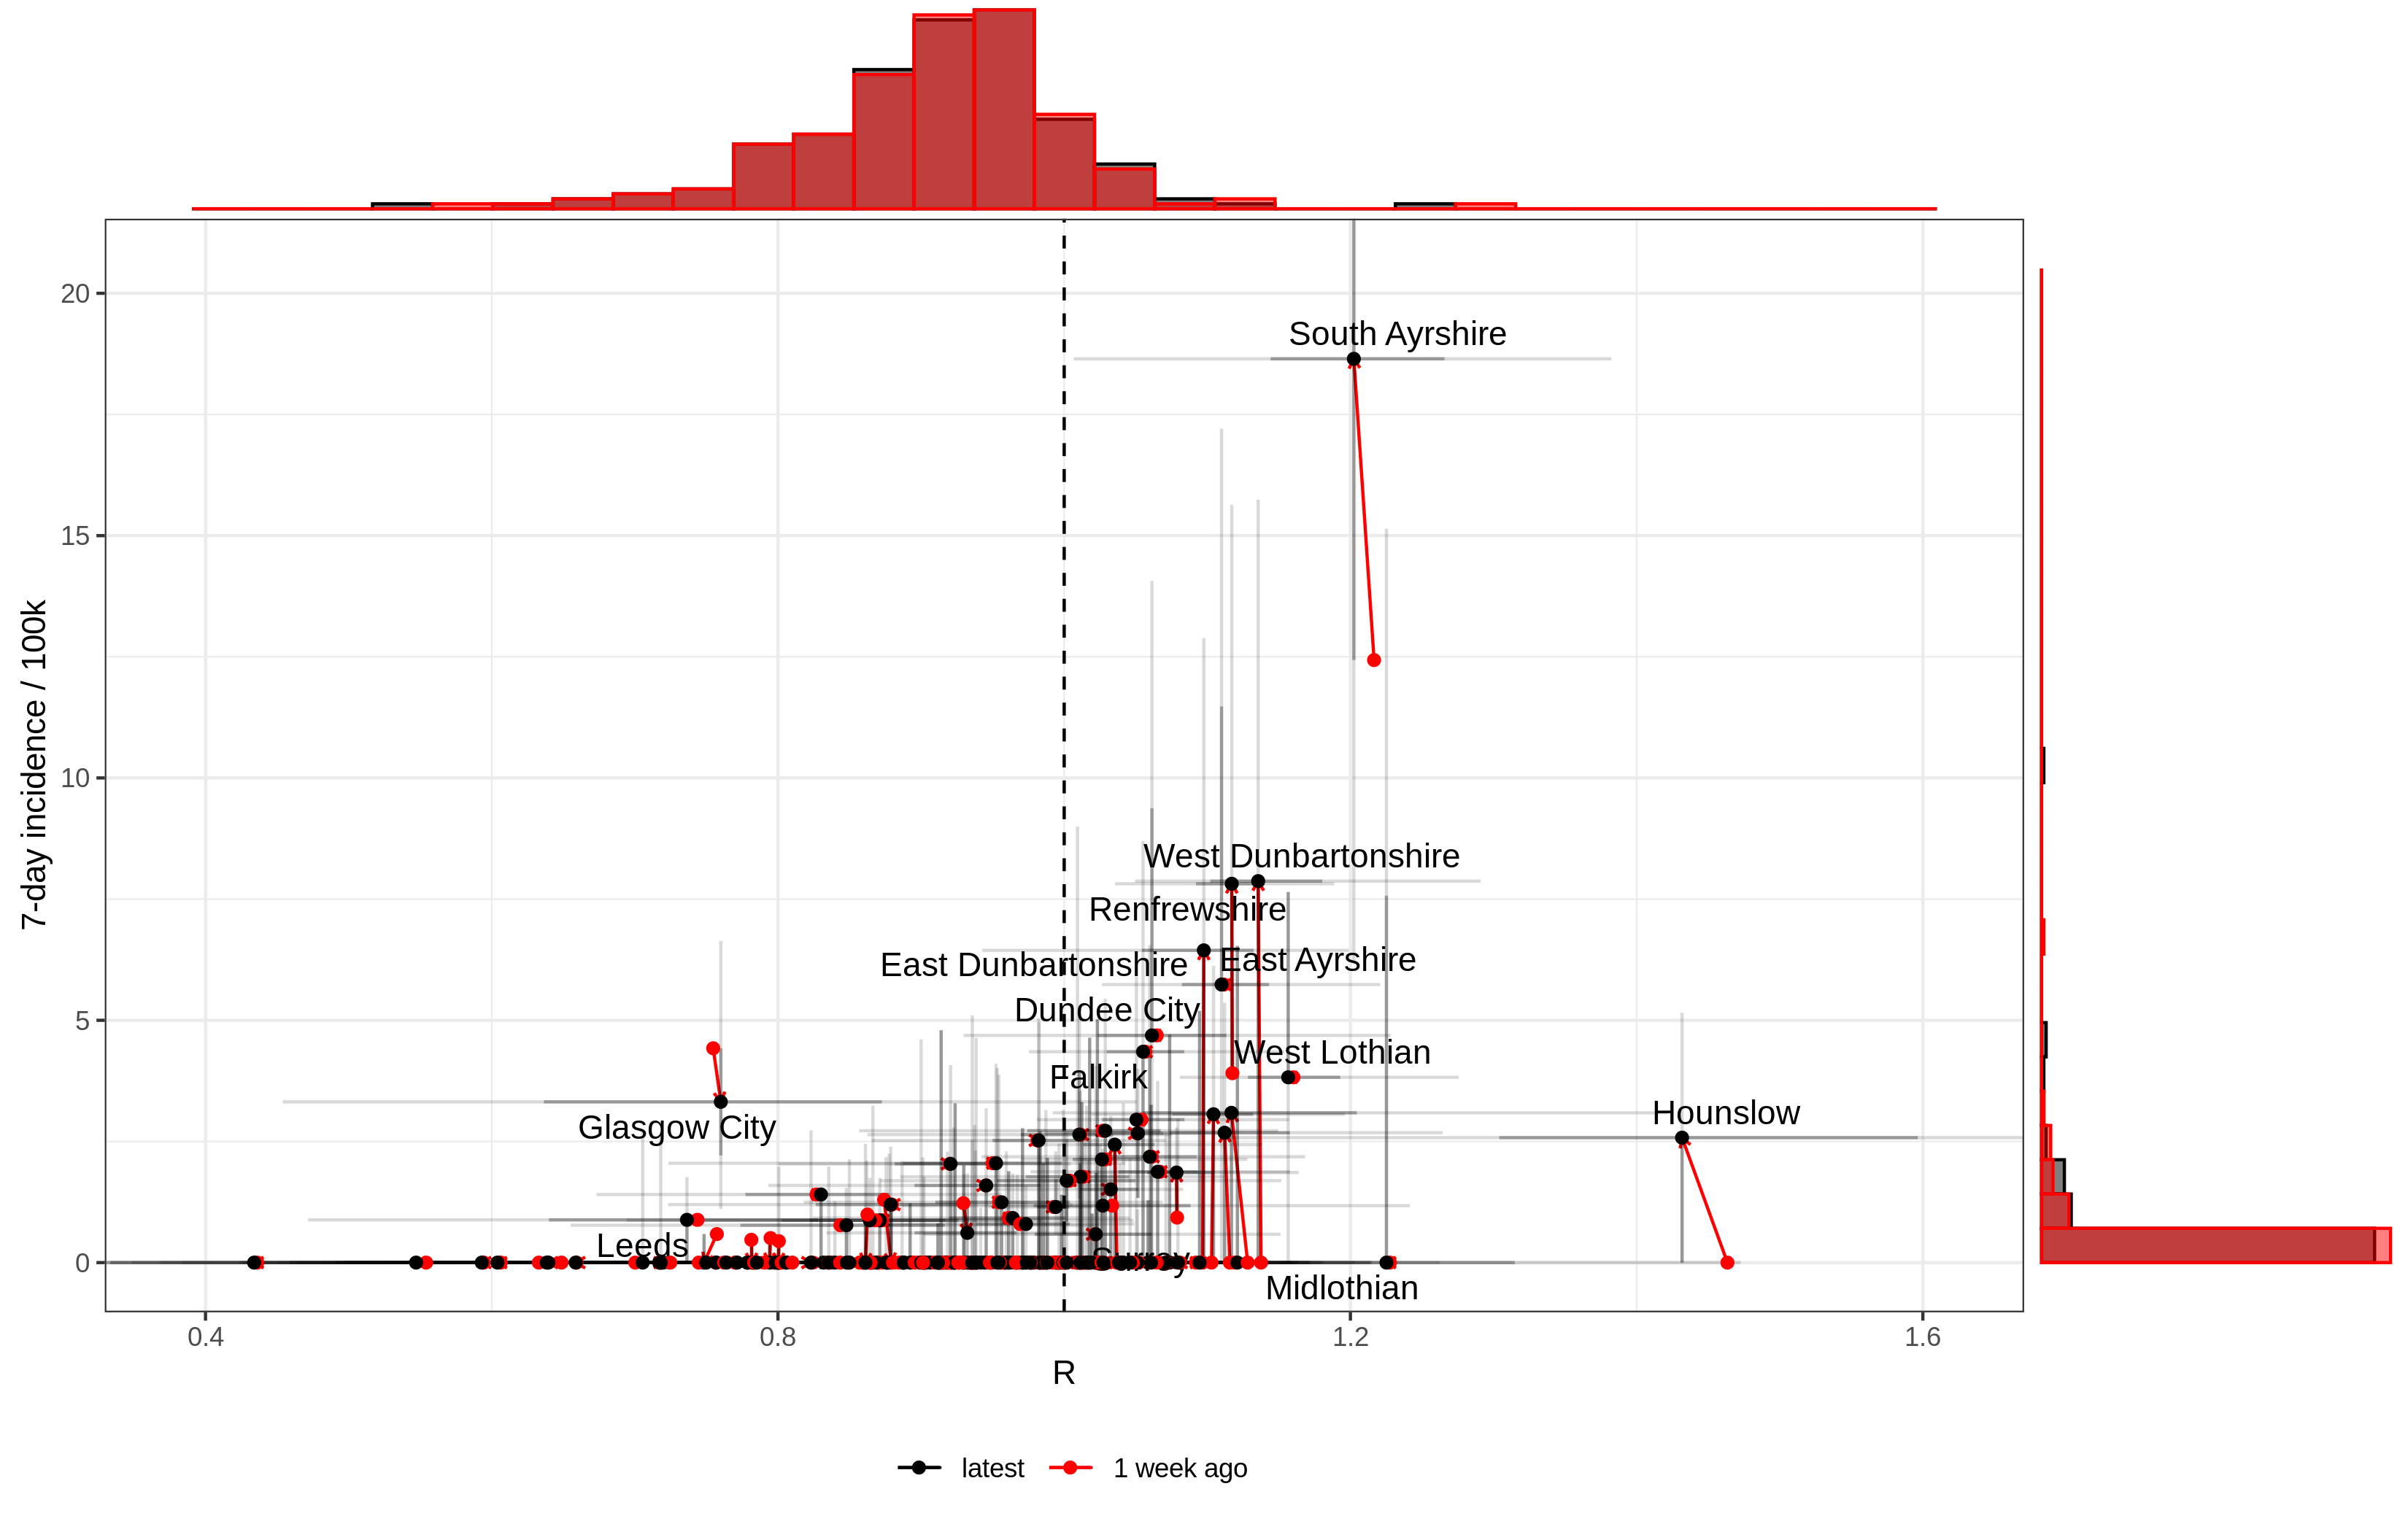 20
15
10
5
0
7-day incidence / 100k
South Ayrshire
West Dunbartonshire
Renfrewshire
East Dunbartonshire
East Ayrshire
Dundee City
West Lothian
Falkirk
Glasgow City
Hounslow
Leeds
Surrey
Midlothian
0.4
0.8
1.2
1.6
R
latest
1 week ago